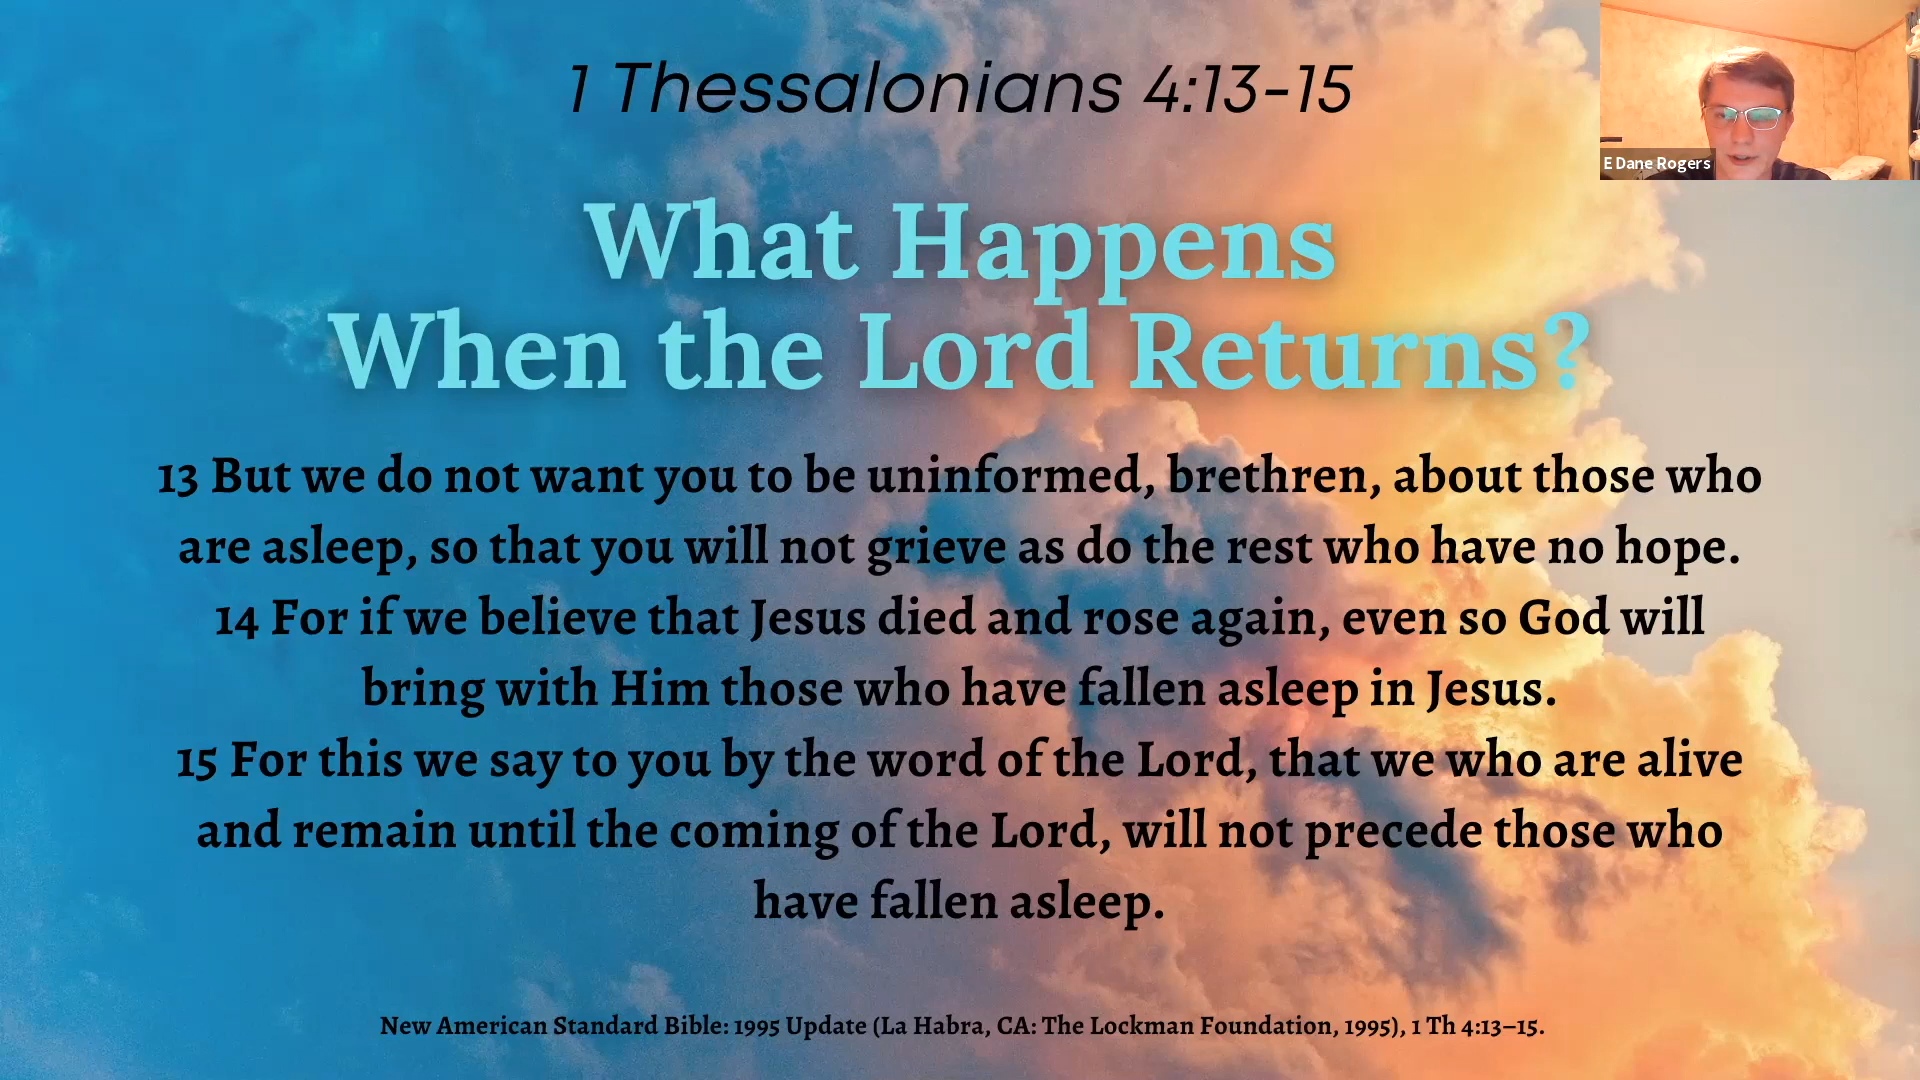 1 Thessalonians 4:13-15
E Dane Rogers
What Happens
When the Lord Returns?
13 But we do not want you to be uninformed, brethren, about those who
are asleep, so that you will not grieve as do the rest who have no hope.
14 For if we believe that Jesus died and rose again, even so God will
bring with Him those who have fallen asleep in Jesus.
15 For this we say to you by the word of the Lord, that we who are alive
and remain until the coming of the Lord, will not precede those who
have fallen asleep.
New American Standard Bible: 1995 Update (La Habra, CA: The Lockman Foundation, 1995), 1 Th 4:13–15.